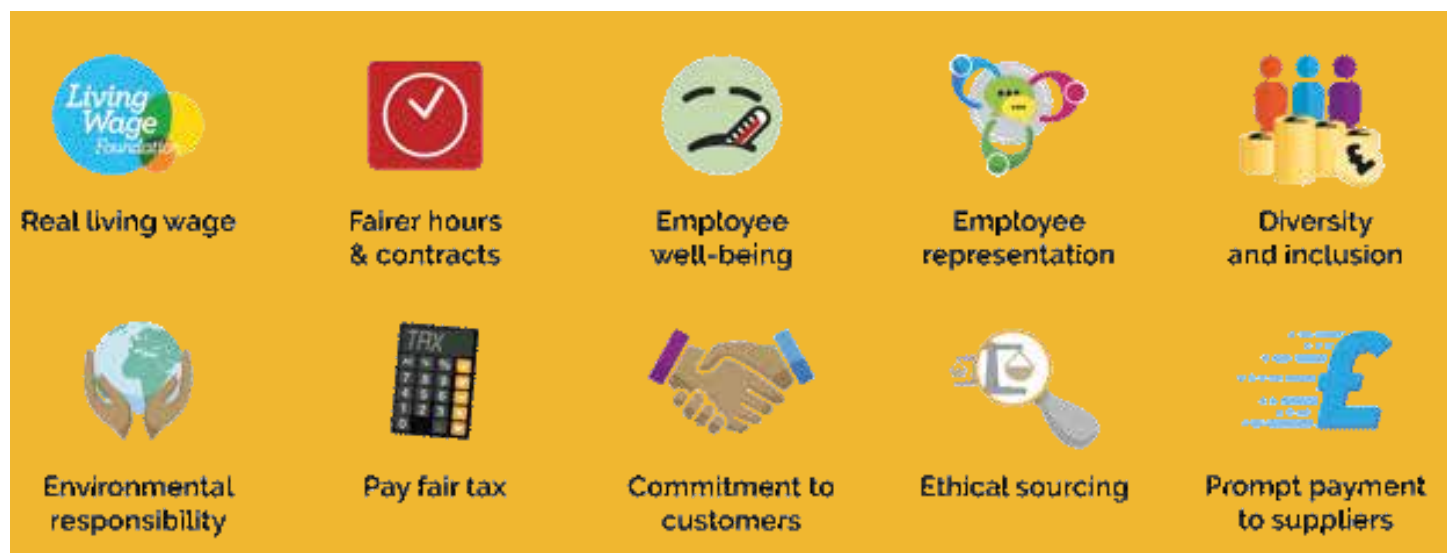 Living
Wage
Foundation
Real living wage
Fairer hours
& contracts
Employee
well-being
Employee
representation
£
Diversity
and inclusion
Environmental
responsibility
TAX
Pay fair tax
Commitment to
customers
Ethical sourcing
£
Prompt payment
to suppliers